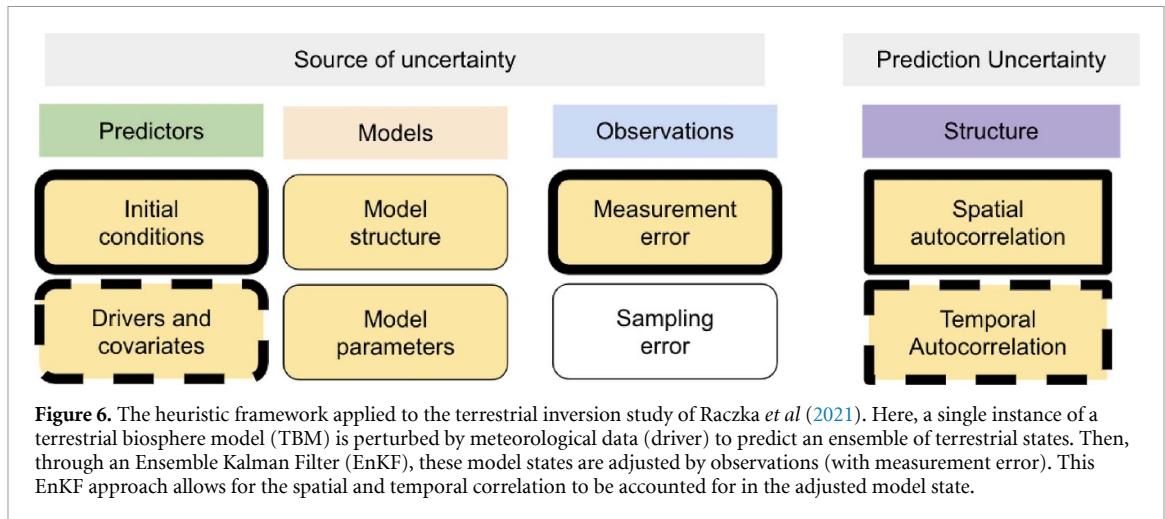 Source of uncertainty
Prediction Uncertainty
Predictors
Models
Observations
Structure
Initial
conditions
Model
structure
Measurement
error
Spatial
autocorrelation
Drivers and
covariates
Model
parameters
Sampling
error
Temporal
Autocorrelation
Figure 6. The heuristic framework applied to the terrestrial inversion study of Raczka et al (2021). Here, a single instance of a
terrestrial biosphere model (TBM) is perturbed by meteorological data (driver) to predict an ensemble of terrestrial states. Then,
through an Ensemble Kalman Filter (EnKF), these model states are adjusted by observations (with measurement error). This
EnKF approach allows for the spatial and temporal correlation to be accounted for in the adjusted model state.